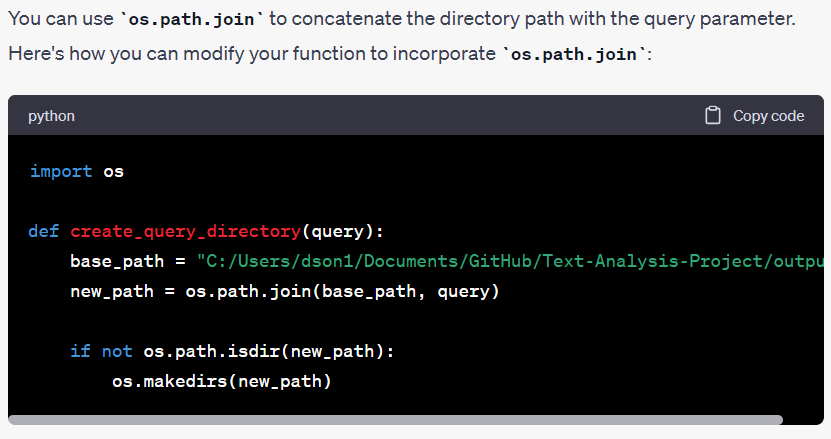 You can use `os.path.join` to concatenate the directory path with the query parameter.
Here's how you can modify your function to incorporate `os.path.join`:
python
Copy code
import os
def create_query_directory(query):
    base_path = "C:/Users/dson1/Documents/GitHub/Text-Analysis-Project/outpu
    new_path = os.path.join(base_path, query)
    if not os.path.isdir(new_path):
        os.makedirs(new_path)